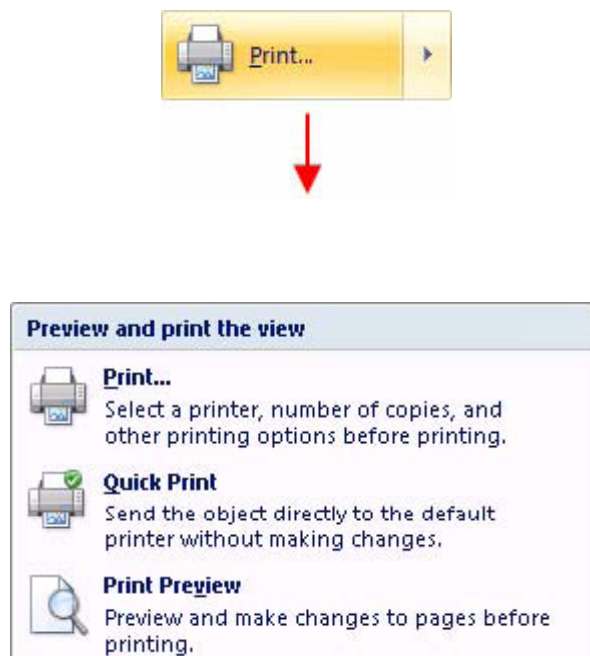 Print...
Preview and print the view
Print...
Select a printer, number of copies, and
other printing options before printing.
Quick Print
Send the object directly to the default
printer without making changes.
Print Preview
Preview and make changes to pages before
printing.